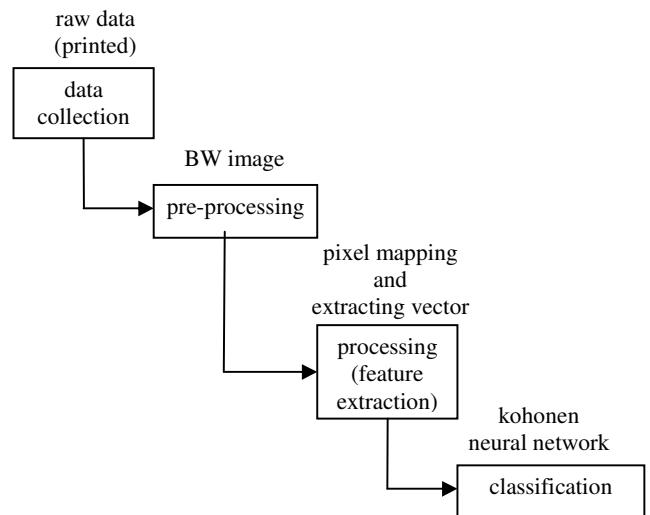 raw data
(printed)
data
collection
BW image
pre-processing
pixel mapping
and
extracting vector
processing
(feature
extraction)
kohonen
neural network
classification